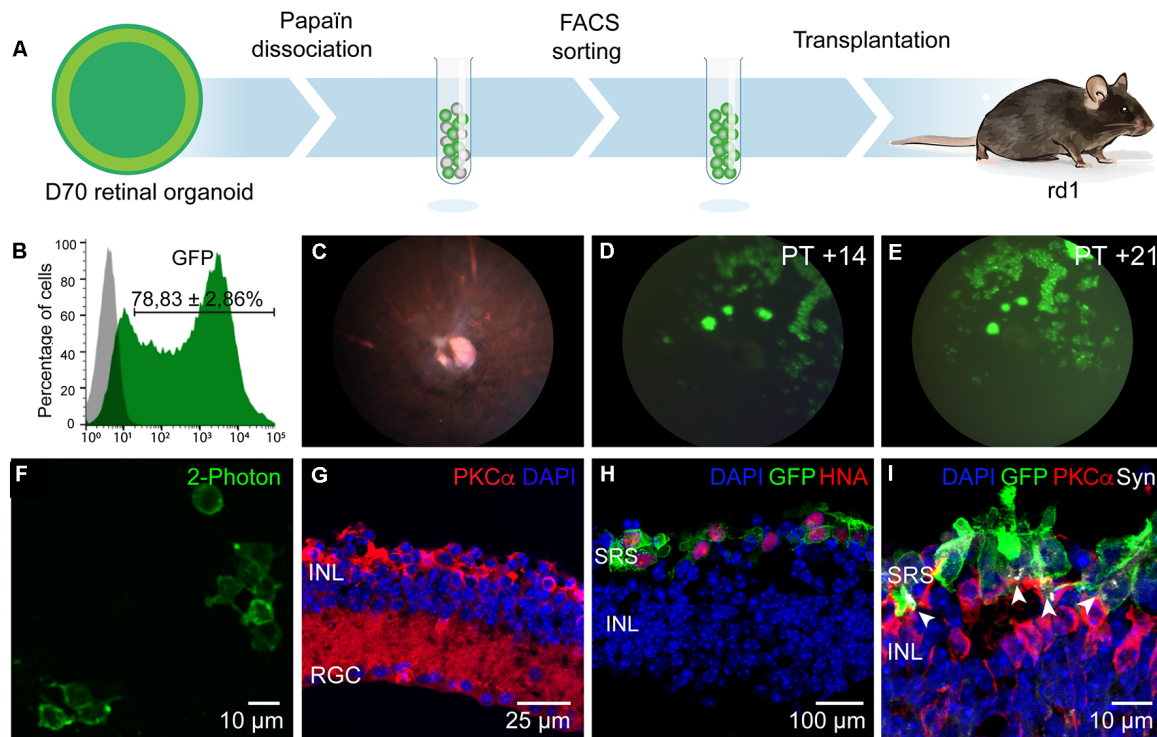 A
Papaïn
dissociation
FACS
sorting
Transplantation
D70 retinal organoid
rd1
B
GFP
78,83 ± 2,86%
Percentage of cells
100
80
60
40
20
0
10⁰ 10¹ 10² 10³ 10⁴ 10⁵
C
D
PT +14
E
PT +21
F
2-Photon
10 µm
G
PKCα DAPI
INL
RGC
25 µm
H
DAPI GFP HNA
SRS
INL
100 µm
I
DAPI GFP PKCα Syn
SRS
INL
10 µm